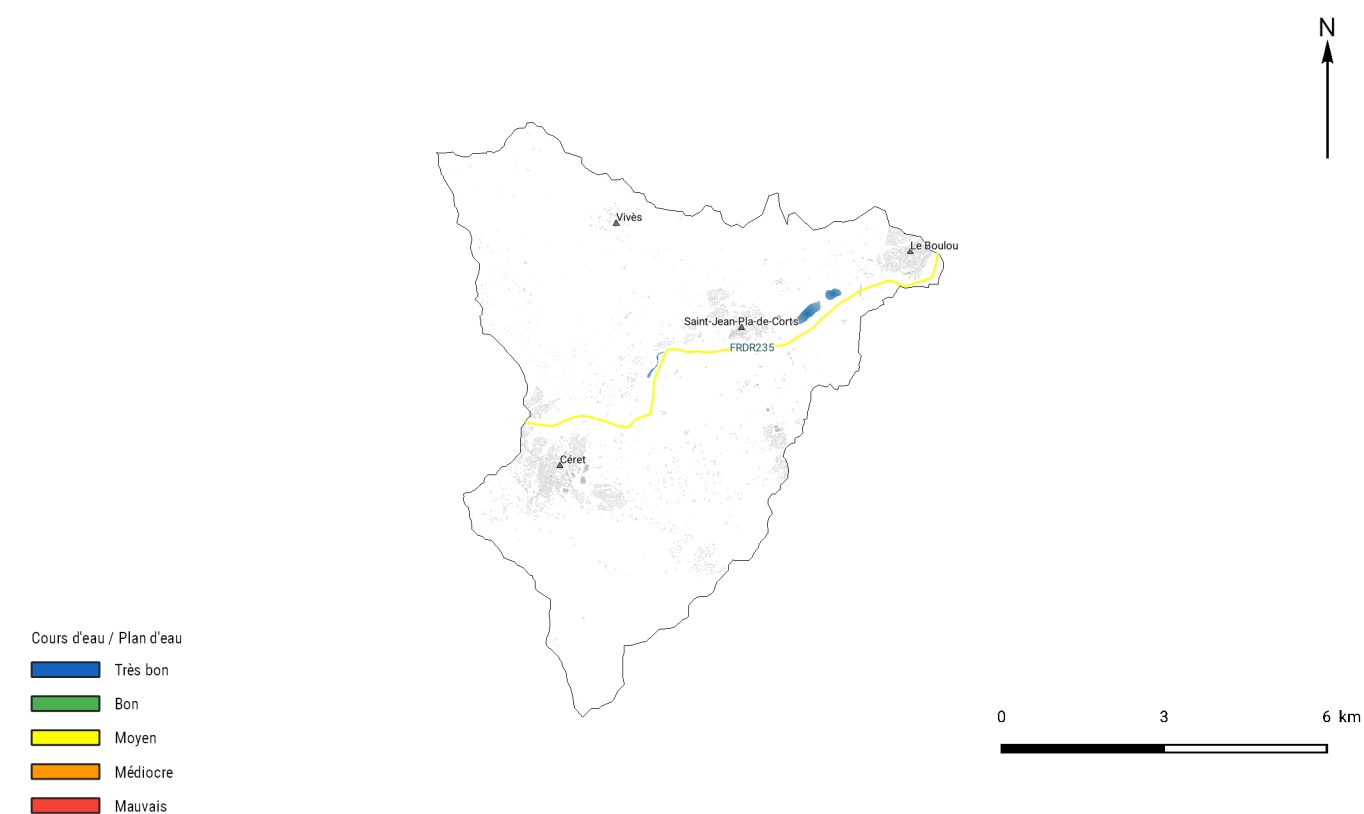 N
Vivès
Le Boulou
Saint-Jean-Pla-de-Corts
FRDR235
Céret
Cours d'eau / Plan d'eau
Très bon
Bon
Moyen
Médiocre
Mauvais
0 3 6 km